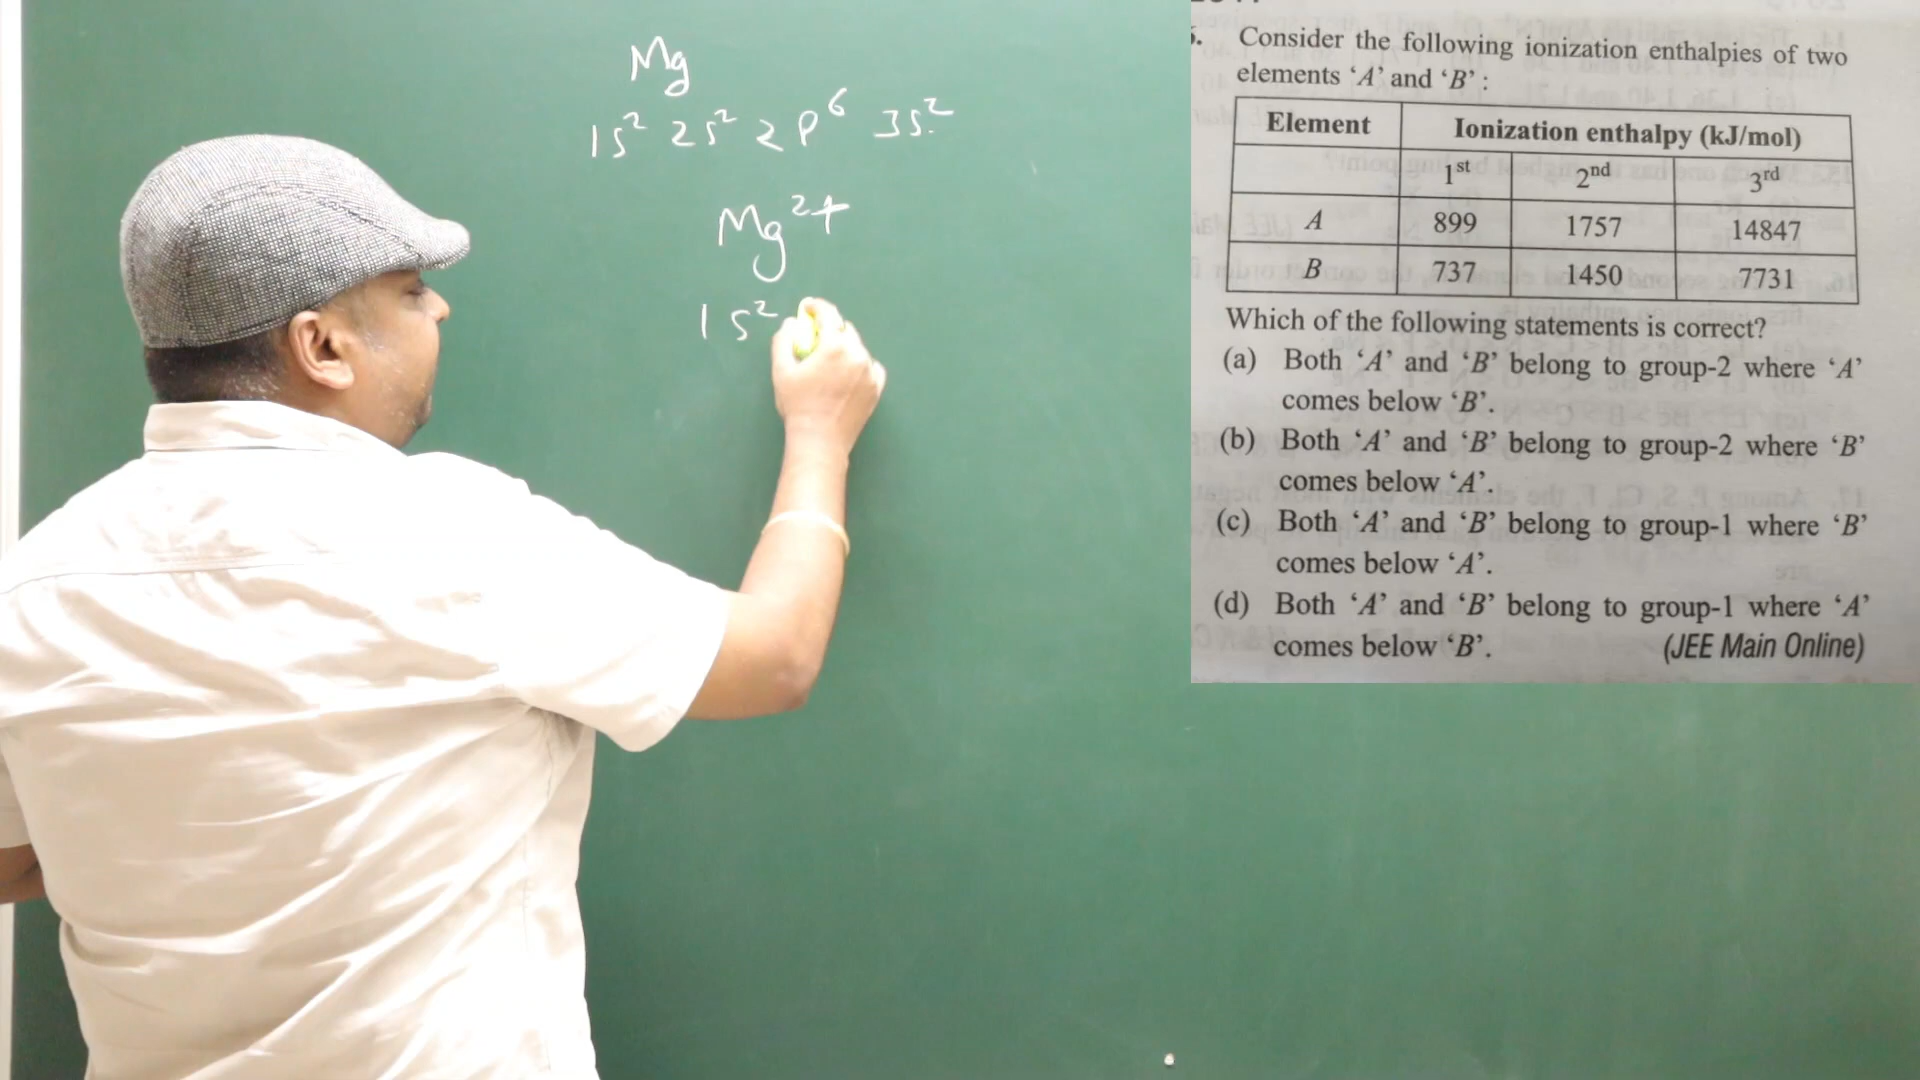 Mg
1s² 2s² 2p⁶ 3s²
Mg²⁺
1s²
5. Consider the following ionization enthalpies of two
elements ‘A’ and ‘B’ :
Element Ionization enthalpy (kJ/mol)
1st 2nd 3rd
A 899 1757 14847
B 737 1450 7731
Which of the following statements is correct?
(a) Both ‘A’ and ‘B’ belong to group-2 where ‘A’
comes below ‘B’.
(b) Both ‘A’ and ‘B’ belong to group-2 where ‘B’
comes below ‘A’.
(c) Both ‘A’ and ‘B’ belong to group-1 where ‘B’
comes below ‘A’.
(d) Both ‘A’ and ‘B’ belong to group-1 where ‘A’
comes below ‘B’. (JEE Main Online)